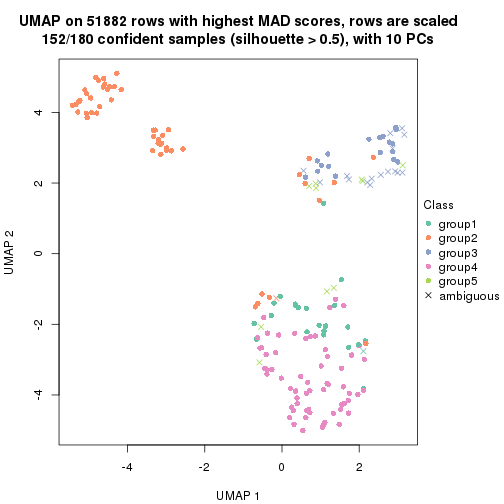 UMAP on 51882 rows with highest MAD scores, rows are scaled
152/180 confident samples (silhouette > 0.5), with 10 PCs
4
2
0
-2
-4
UMAP 2
-4
-2
0
2
UMAP 1
Class
group1
group2
group3
group4
group5
ambiguous